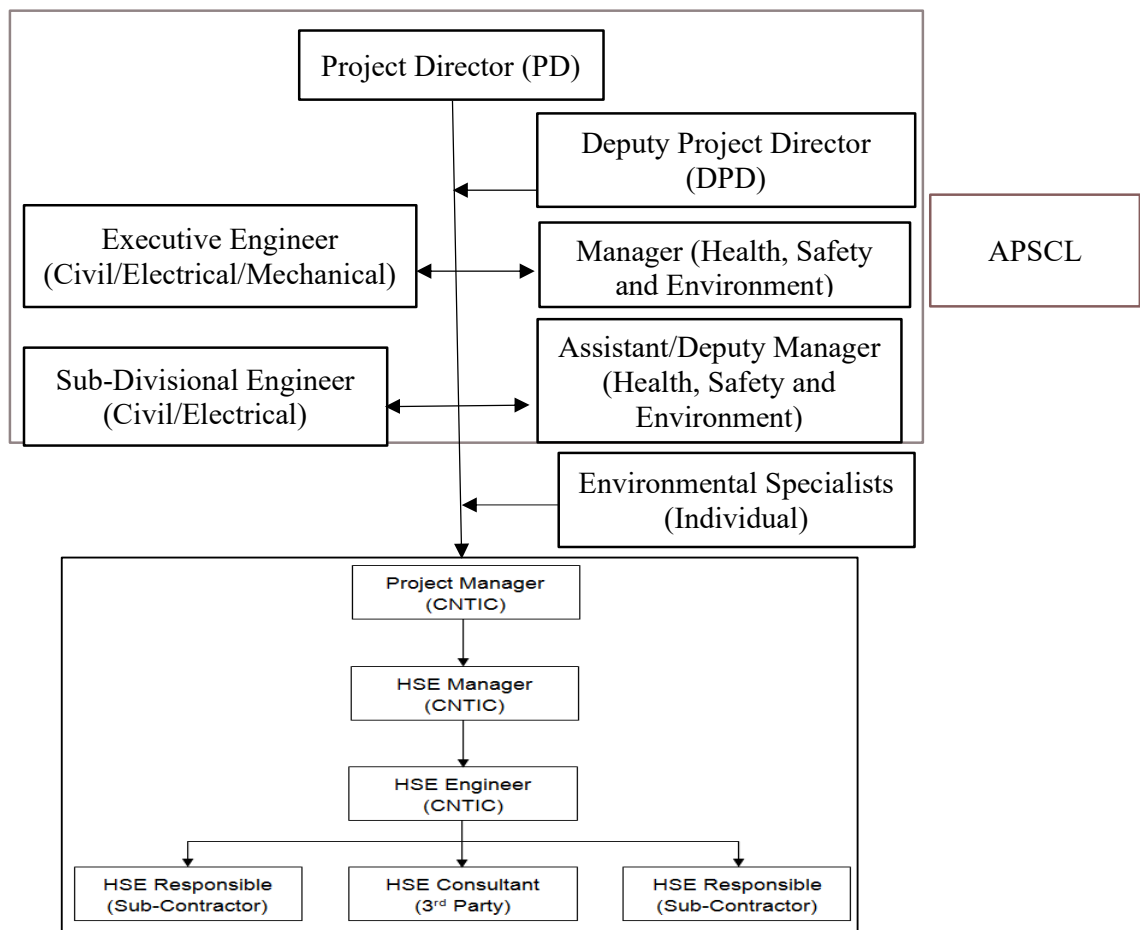 Project Director (PD)
Deputy Project Director
(DPD)
Executive Engineer
(Civil/Electrical/Mechanical)
Manager (Health, Safety
and Environment)
APSCL
Sub-Divisional Engineer
(Civil/Electrical)
Assistant/Deputy Manager
(Health, Safety and
Environment)
Environmental Specialists
(Individual)
Project Manager
(CNTIC)
HSE Manager
(CNTIC)
HSE Engineer
(CNTIC)
HSE Responsible
(Sub-Contractor)
HSE Consultant
(3rd Party)
HSE Responsible
(Sub-Contractor)